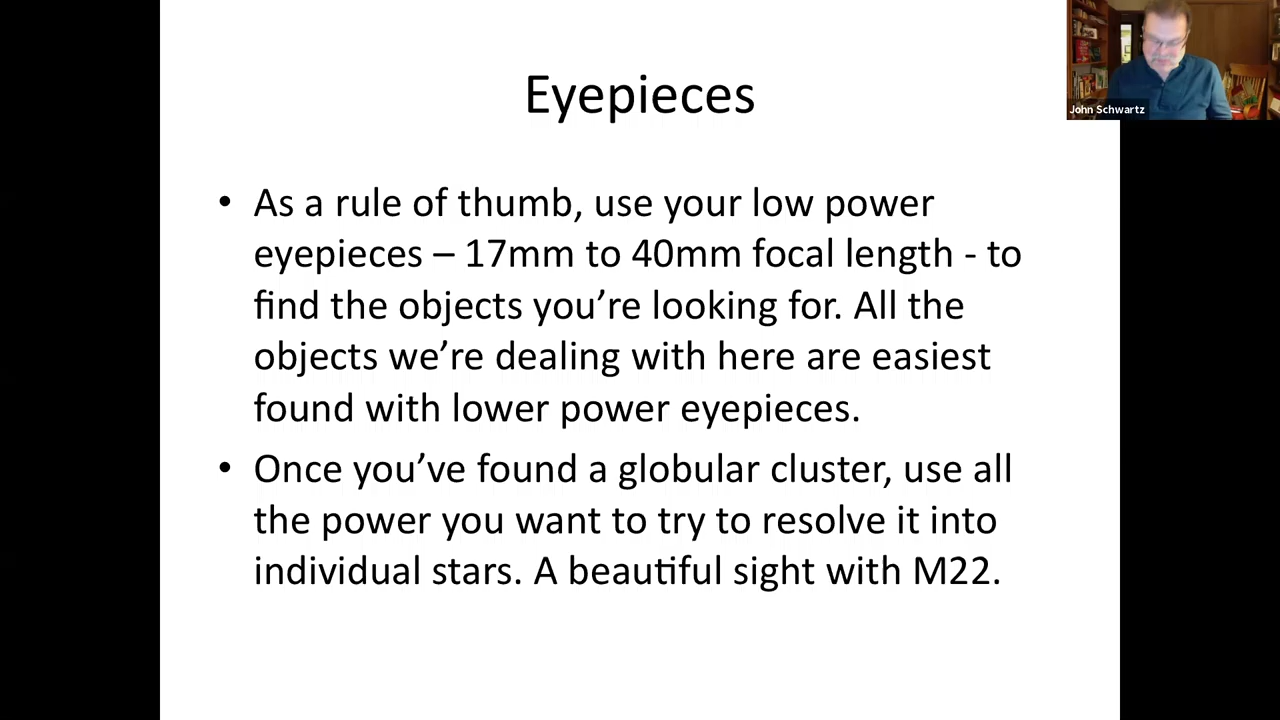 Eyepieces
• As a rule of thumb, use your low power
eyepieces – 17mm to 40mm focal length - to
find the objects you’re looking for. All the
objects we’re dealing with here are easiest
found with lower power eyepieces.
• Once you’ve found a globular cluster, use all
the power you want to try to resolve it into
individual stars. A beautiful sight with M22.
John Schwartz